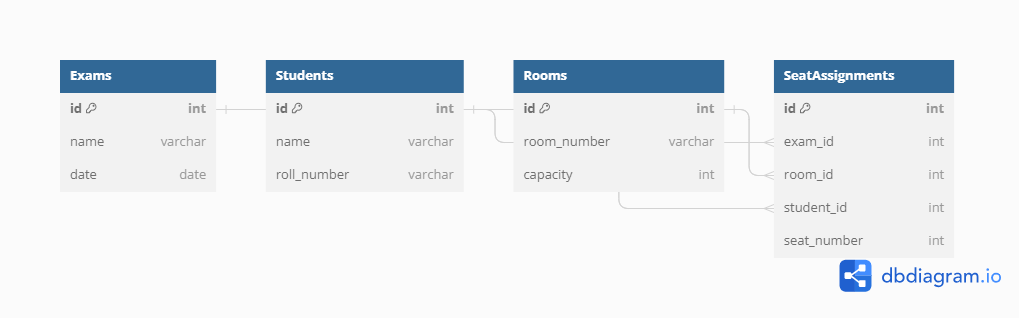 Exams
id int
name varchar
date date
Students
id int
name varchar
roll_number varchar
Rooms
id int
room_number varchar
capacity int
SeatAssignments
id int
exam_id int
room_id int
student_id int
seat_number int
dbdiagram.io